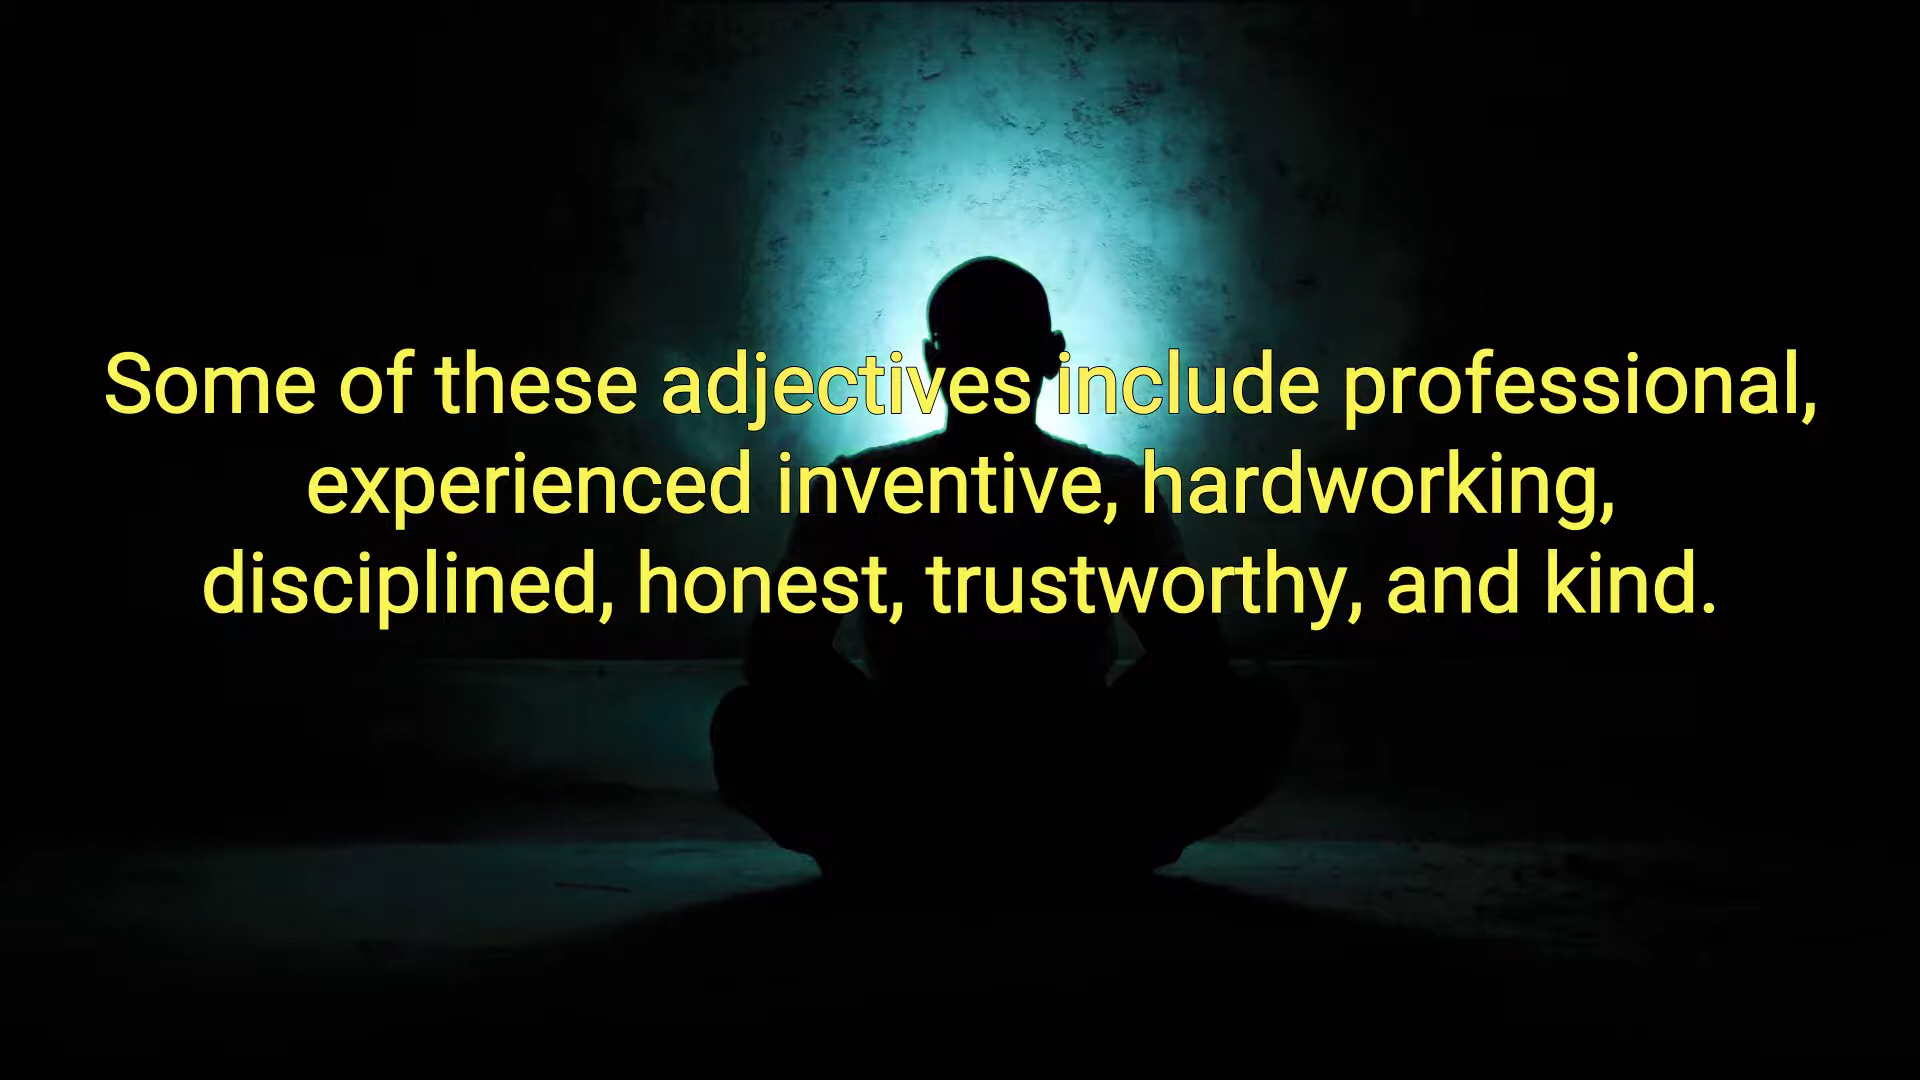 Some of these adjectives include professional,
experienced inventive, hardworking,
disciplined, honest, trustworthy, and kind.